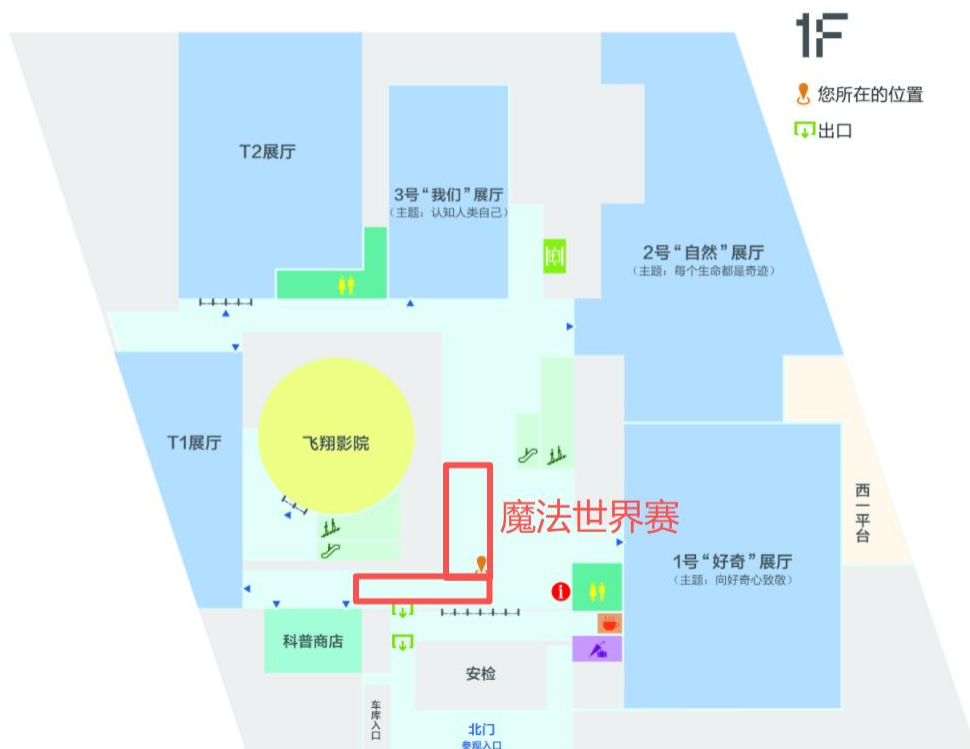 1F
您所在的位置
出口
T2展厅
3号“我们”展厅
（主题：认知人类自己）
2号“自然”展厅
（主题：每个生命都是奇迹）
T1展厅
飞翔影院
魔法世界赛
西一平台
1号“好奇”展厅
（主题：向好奇心致敬）
i
科普商店
安检
车库入口
北门
参观入口